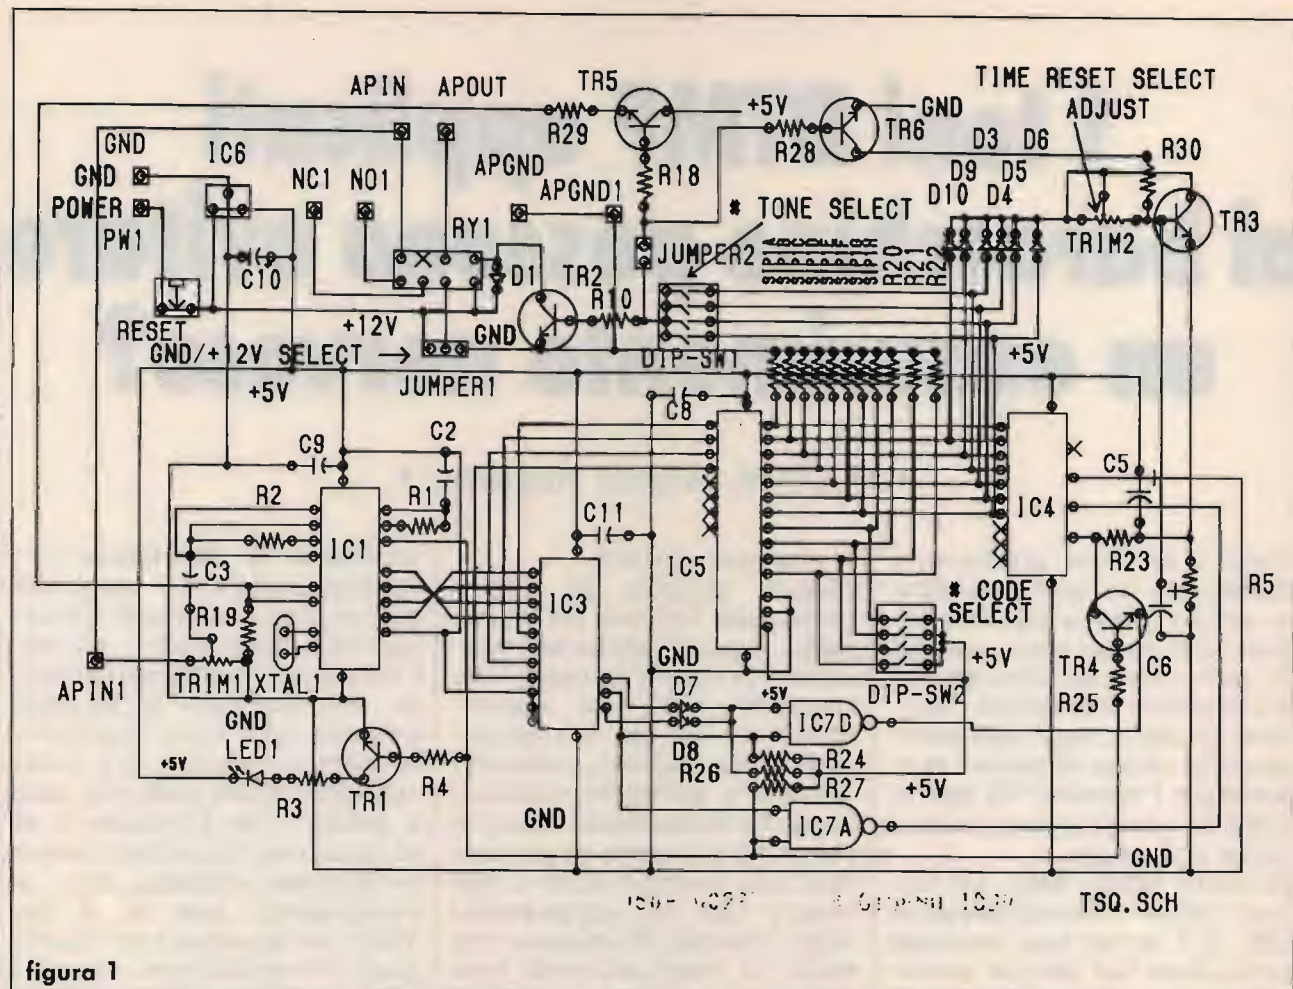 TIME RESET SELECT
ADJUST
APIN APOUT
TR5
+5V
GND
TR6
R29
R28
D3 D6
R30
GND
IC6
GND
POWER
PW1
NC1
NO1
APGND
APGND1
R18
D9 D5
D10 D4
TR3
TRIM2
* TONE SELECT
JUMPER2
R20
R21
R22
C10
RY1
D1
TR2
R10
RESET
+12V
GND
DIP-SW1
+5V
GND/+12V SELECT
JUMPER1
+5V
C8
C9
C2
R2
R1
C5
IC1
C11
IC4
IC5
R23
C3
IC3
R5
R19
* CODE
SELECT
+5V
TR4
C6
APIN1
TRIM1
XTAL1
GND
DIP-SW2
R25
D7
+5V
IC7D
GND
LED1
D8
R24
R26
R27
+5V
+5V
R3
TR1
R4
GND
IC7A
GND
TSQ.SCH
figura 1